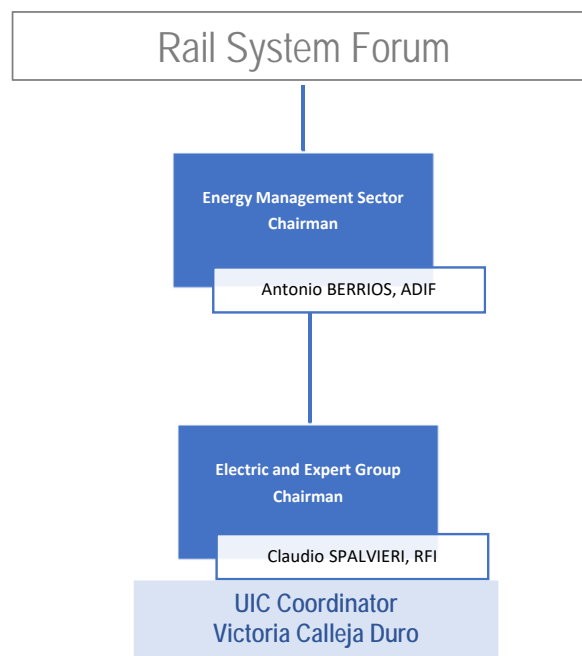 Rail System Forum
Energy Management Sector
Chairman
Antonio BERRIOS, ADIF
Electric and Expert Group
Chairman
Claudio SPALVIERI, RFI
UIC Coordinator
Victoria Calleja Duro